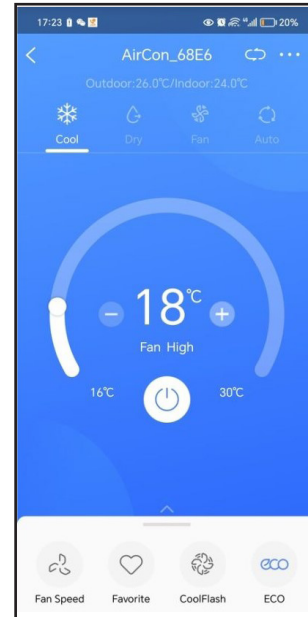 17:23 20%
AirCon_68E6
Outdoor:26.0℃/Indoor:24.0℃
Cool Dry Fan Auto
18℃
Fan High
16℃ 30℃
eco
Fan Speed Favorite CoolFlash ECO